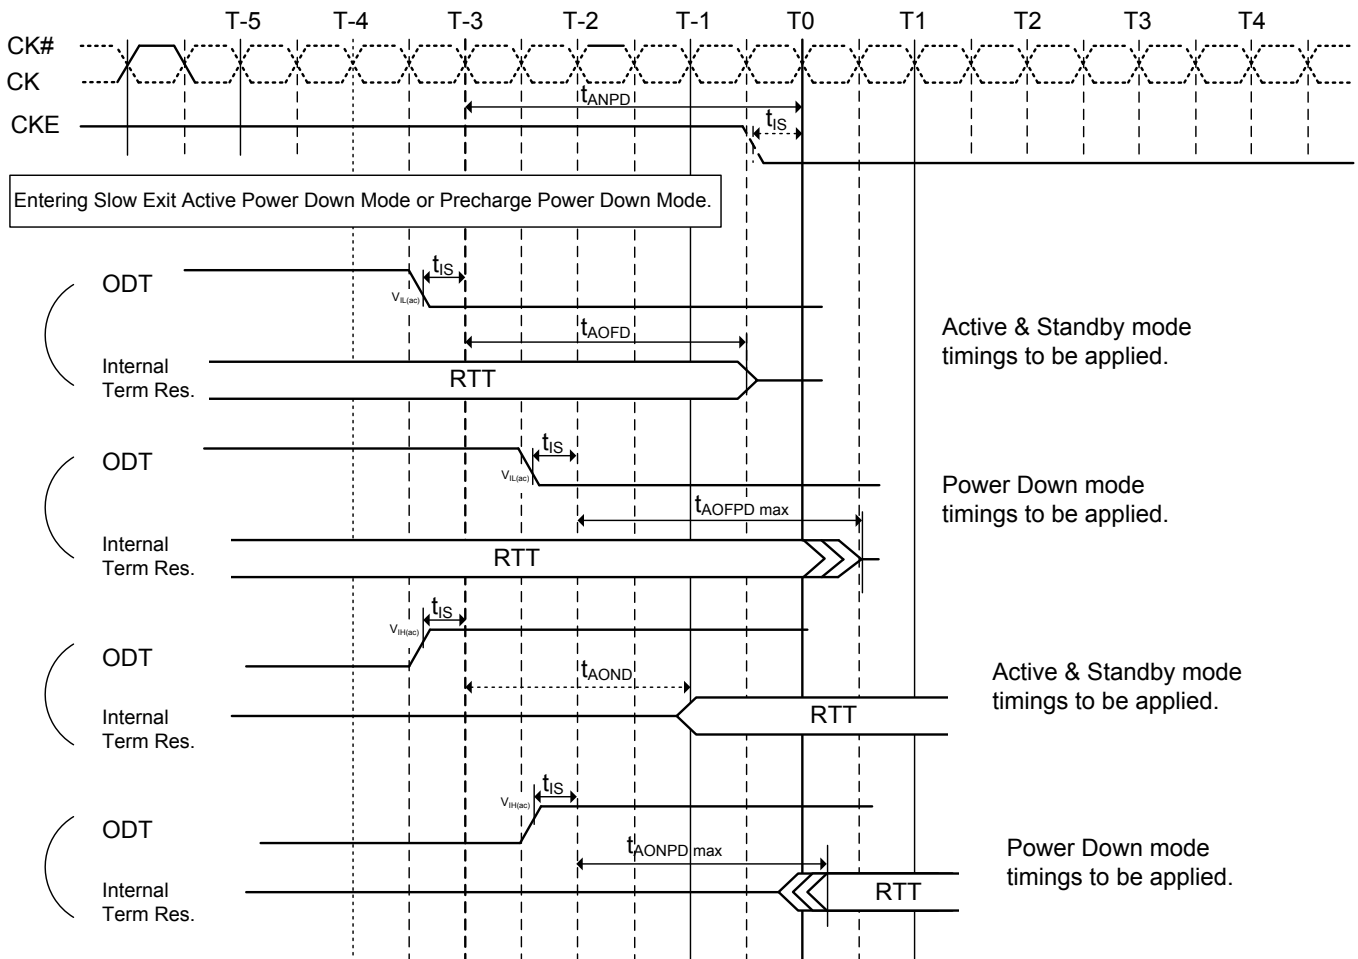 T-5 T-4 T-3 T-2 T-1 T0 T1 T2 T3 T4
CK#
CK
tANPD
CKE
tIS
Entering Slow Exit Active Power Down Mode or Precharge Power Down Mode.
ODT
tIS
VIL(ac)
tAOFD
Internal
Term Res.
RTT
Active & Standby mode
timings to be applied.
ODT
tIS
VIL(ac)
tAOFPD max
Internal
Term Res.
RTT
Power Down mode
timings to be applied.
ODT
tIS
VIH(ac)
tAOND
Internal
Term Res.
RTT
Active & Standby mode
timings to be applied.
ODT
tIS
VIH(ac)
tAONPD max
Internal
Term Res.
RTT
Power Down mode
timings to be applied.